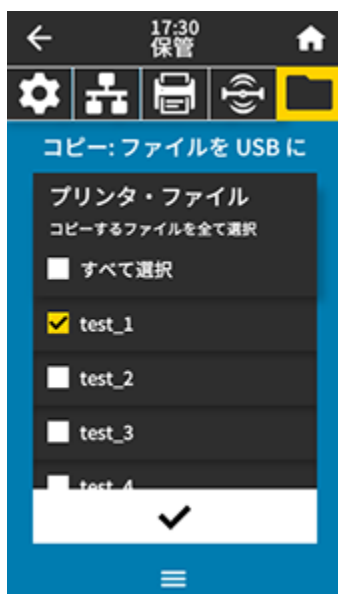 17:30
保管
コピー: ファイルを USB に
プリンタ・ファイル
コピーするファイルを全て選択
すべて選択
test_1
test_2
test_3
test_4